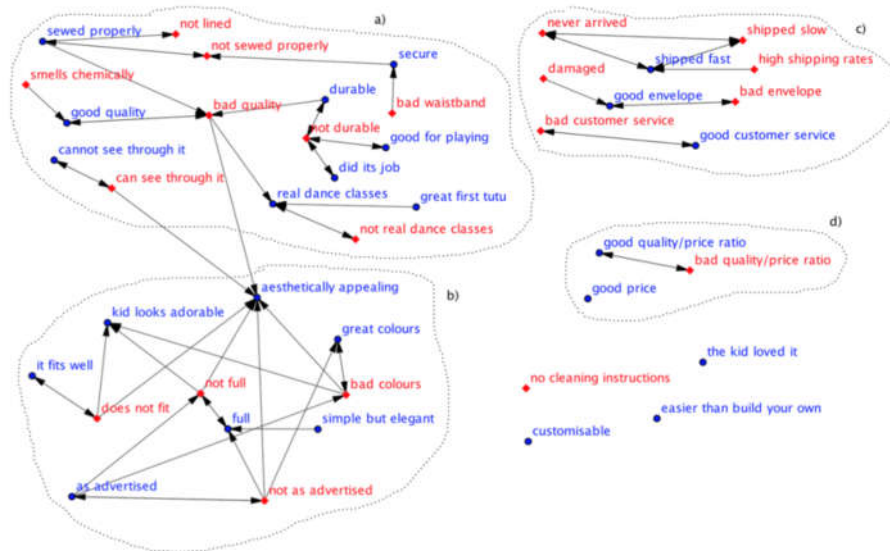 a)
not lined
sewed properly
not sewed properly
secure
smells chemically
durable
bad quality
bad waistband
good quality
not durable
good for playing
cannot see through it
did its job
can see through it
real dance classes
great first tutu
not real dance classes
never arrived
shipped slow
c)
damaged
shipped fast
high shipping rates
good envelope
bad envelope
bad customer service
good customer service
d)
good quality/price ratio
bad quality/price ratio
good price
aesthetically appealing
b)
kid looks adorable
great colours
it fits well
not full
bad colours
does not fit
full
simple but elegant
as advertised
not as advertised
the kid loved it
no cleaning instructions
easier than build your own
customisable